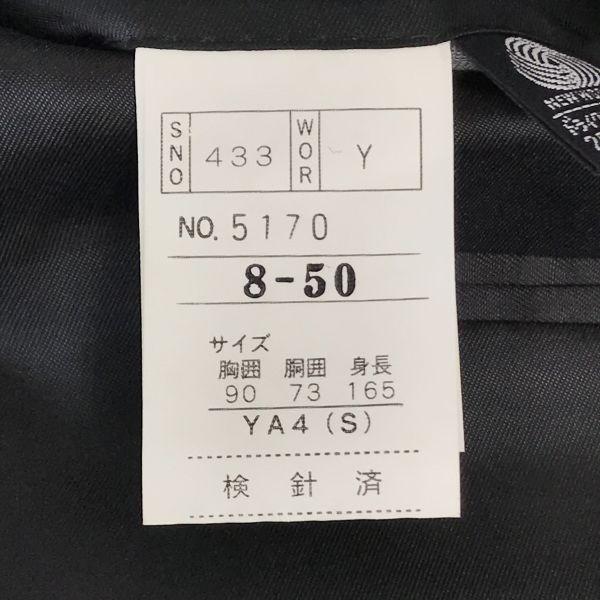 SNO 433 WOR Y
NO. 5170
8-50
サイズ
胸囲 胴囲 身長
90 73 165
YA4(S)
検針済